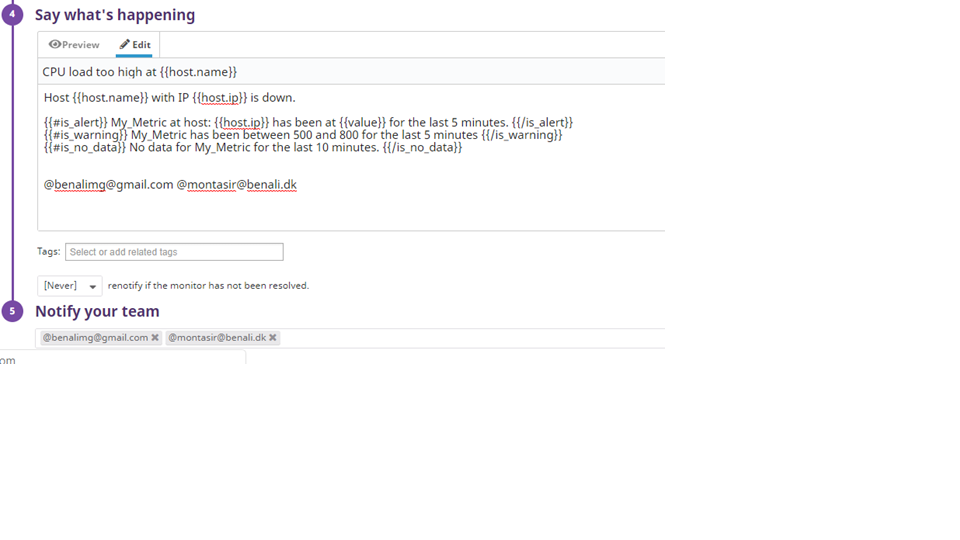 4 Say what's happening
Preview Edit
CPU load too high at {{host.name}}
Host {{host.name}} with IP {{host.ip}} is down.
{{#is_alert}} My_Metric at host: {{host.ip}} has been at {{value}} for the last 5 minutes. {{/is_alert}}
{{#is_warning}} My_Metric has been between 500 and 800 for the last 5 minutes {{/is_warning}}
{{#is_no_data}} No data for My_Metric for the last 10 minutes. {{/is_no_data}}
@benalimg@gmail.com @montasir@benali.dk
Tags: Select or add related tags
[Never] renotify if the monitor has not been resolved.
5 Notify your team
@benalimg@gmail.com ✖ @montasir@benali.dk ✖
om